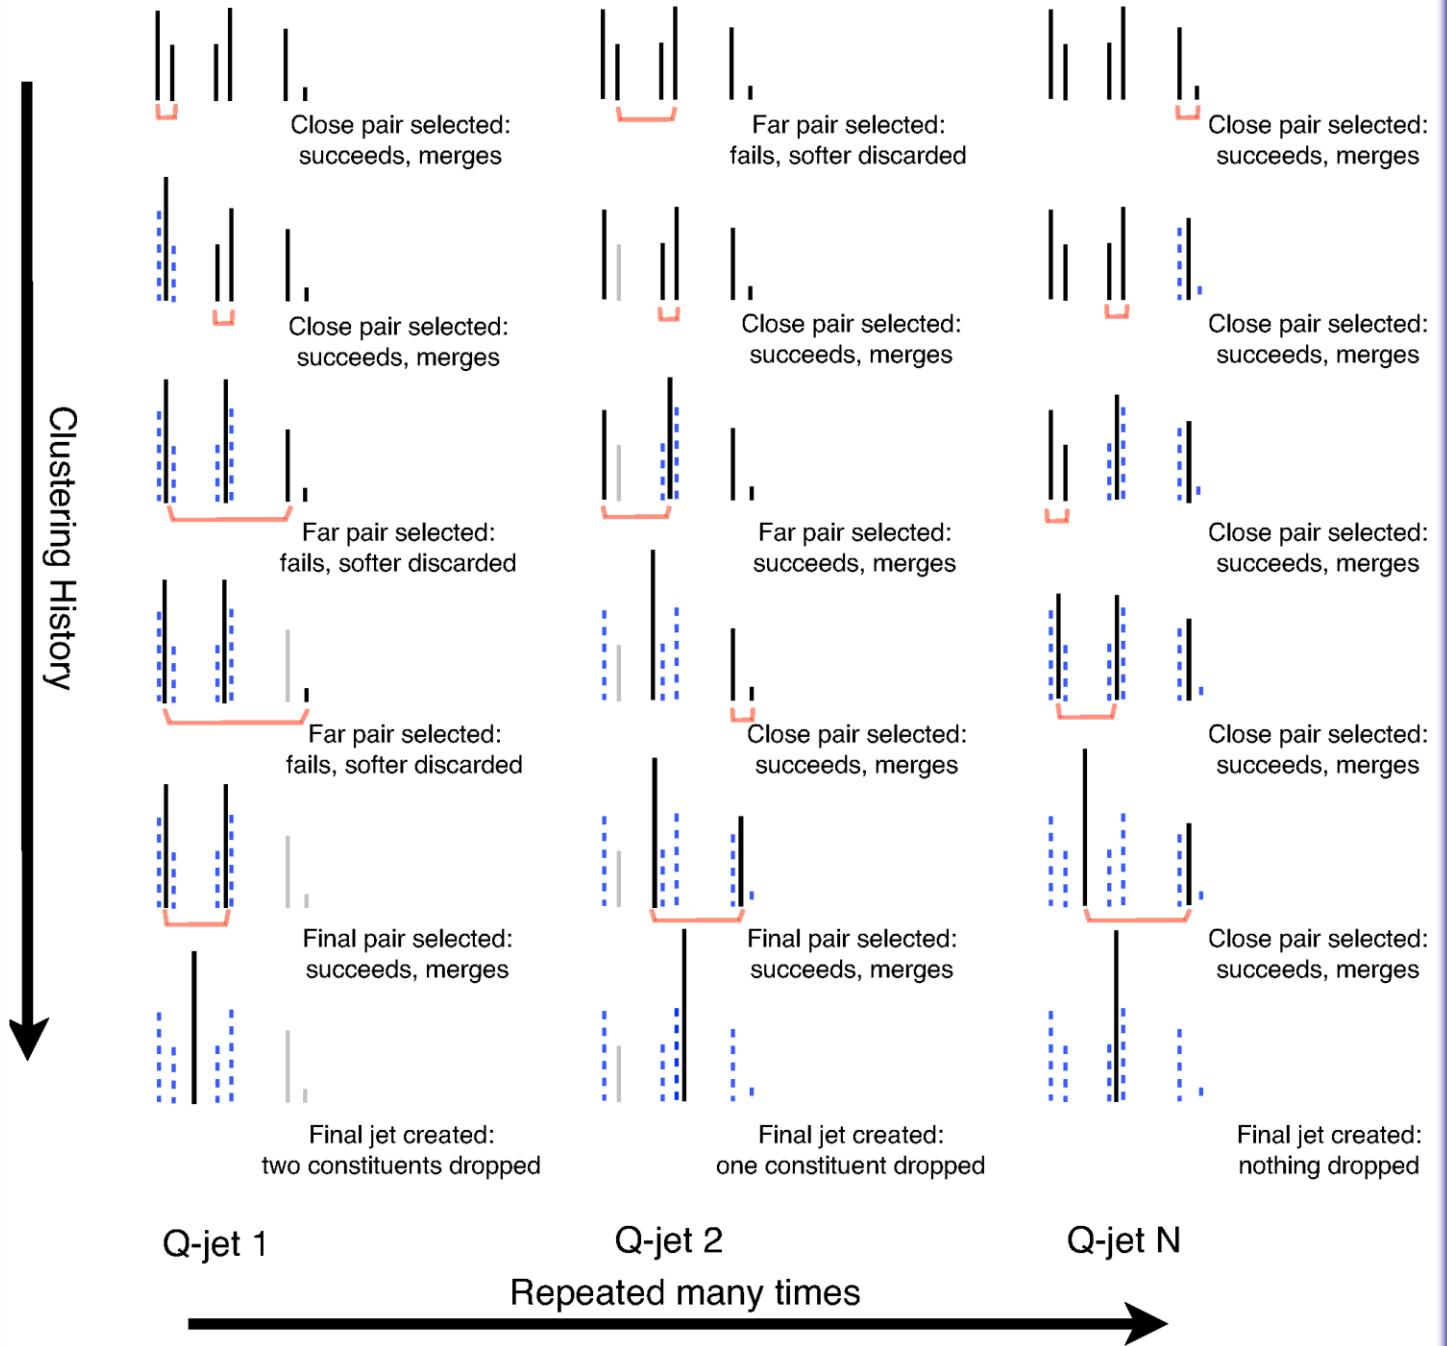 Close pair selected:
succeeds, merges
Far pair selected:
fails, softer discarded
Close pair selected:
succeeds, merges
Close pair selected:
succeeds, merges
Close pair selected:
succeeds, merges
Close pair selected:
succeeds, merges
Clustering History
Far pair selected:
fails, softer discarded
Far pair selected:
succeeds, merges
Close pair selected:
succeeds, merges
Far pair selected:
fails, softer discarded
Close pair selected:
succeeds, merges
Close pair selected:
succeeds, merges
Final pair selected:
succeeds, merges
Final pair selected:
succeeds, merges
Close pair selected:
succeeds, merges
Final jet created:
two constituents dropped
Final jet created:
one constituent dropped
Final jet created:
nothing dropped
Q-jet 1
Q-jet 2
Q-jet N
Repeated many times